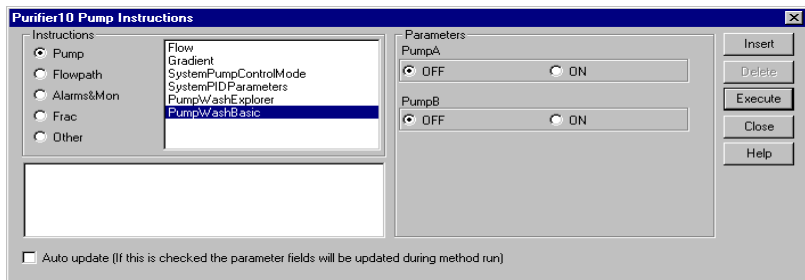 Purifier10 Pump Instructions
Instructions
Pump
Flowpath
Alarms&Mon
Frac
Other
Flow
Gradient
SystemPumpControlMode
SystemPIDParameters
PumpWashExplorer
PumpWashBasic
Parameters
PumpA
OFF ON
PumpB
OFF ON
Insert
Delete
Execute
Close
Help
Auto update (If this is checked the parameter fields will be updated during method run)